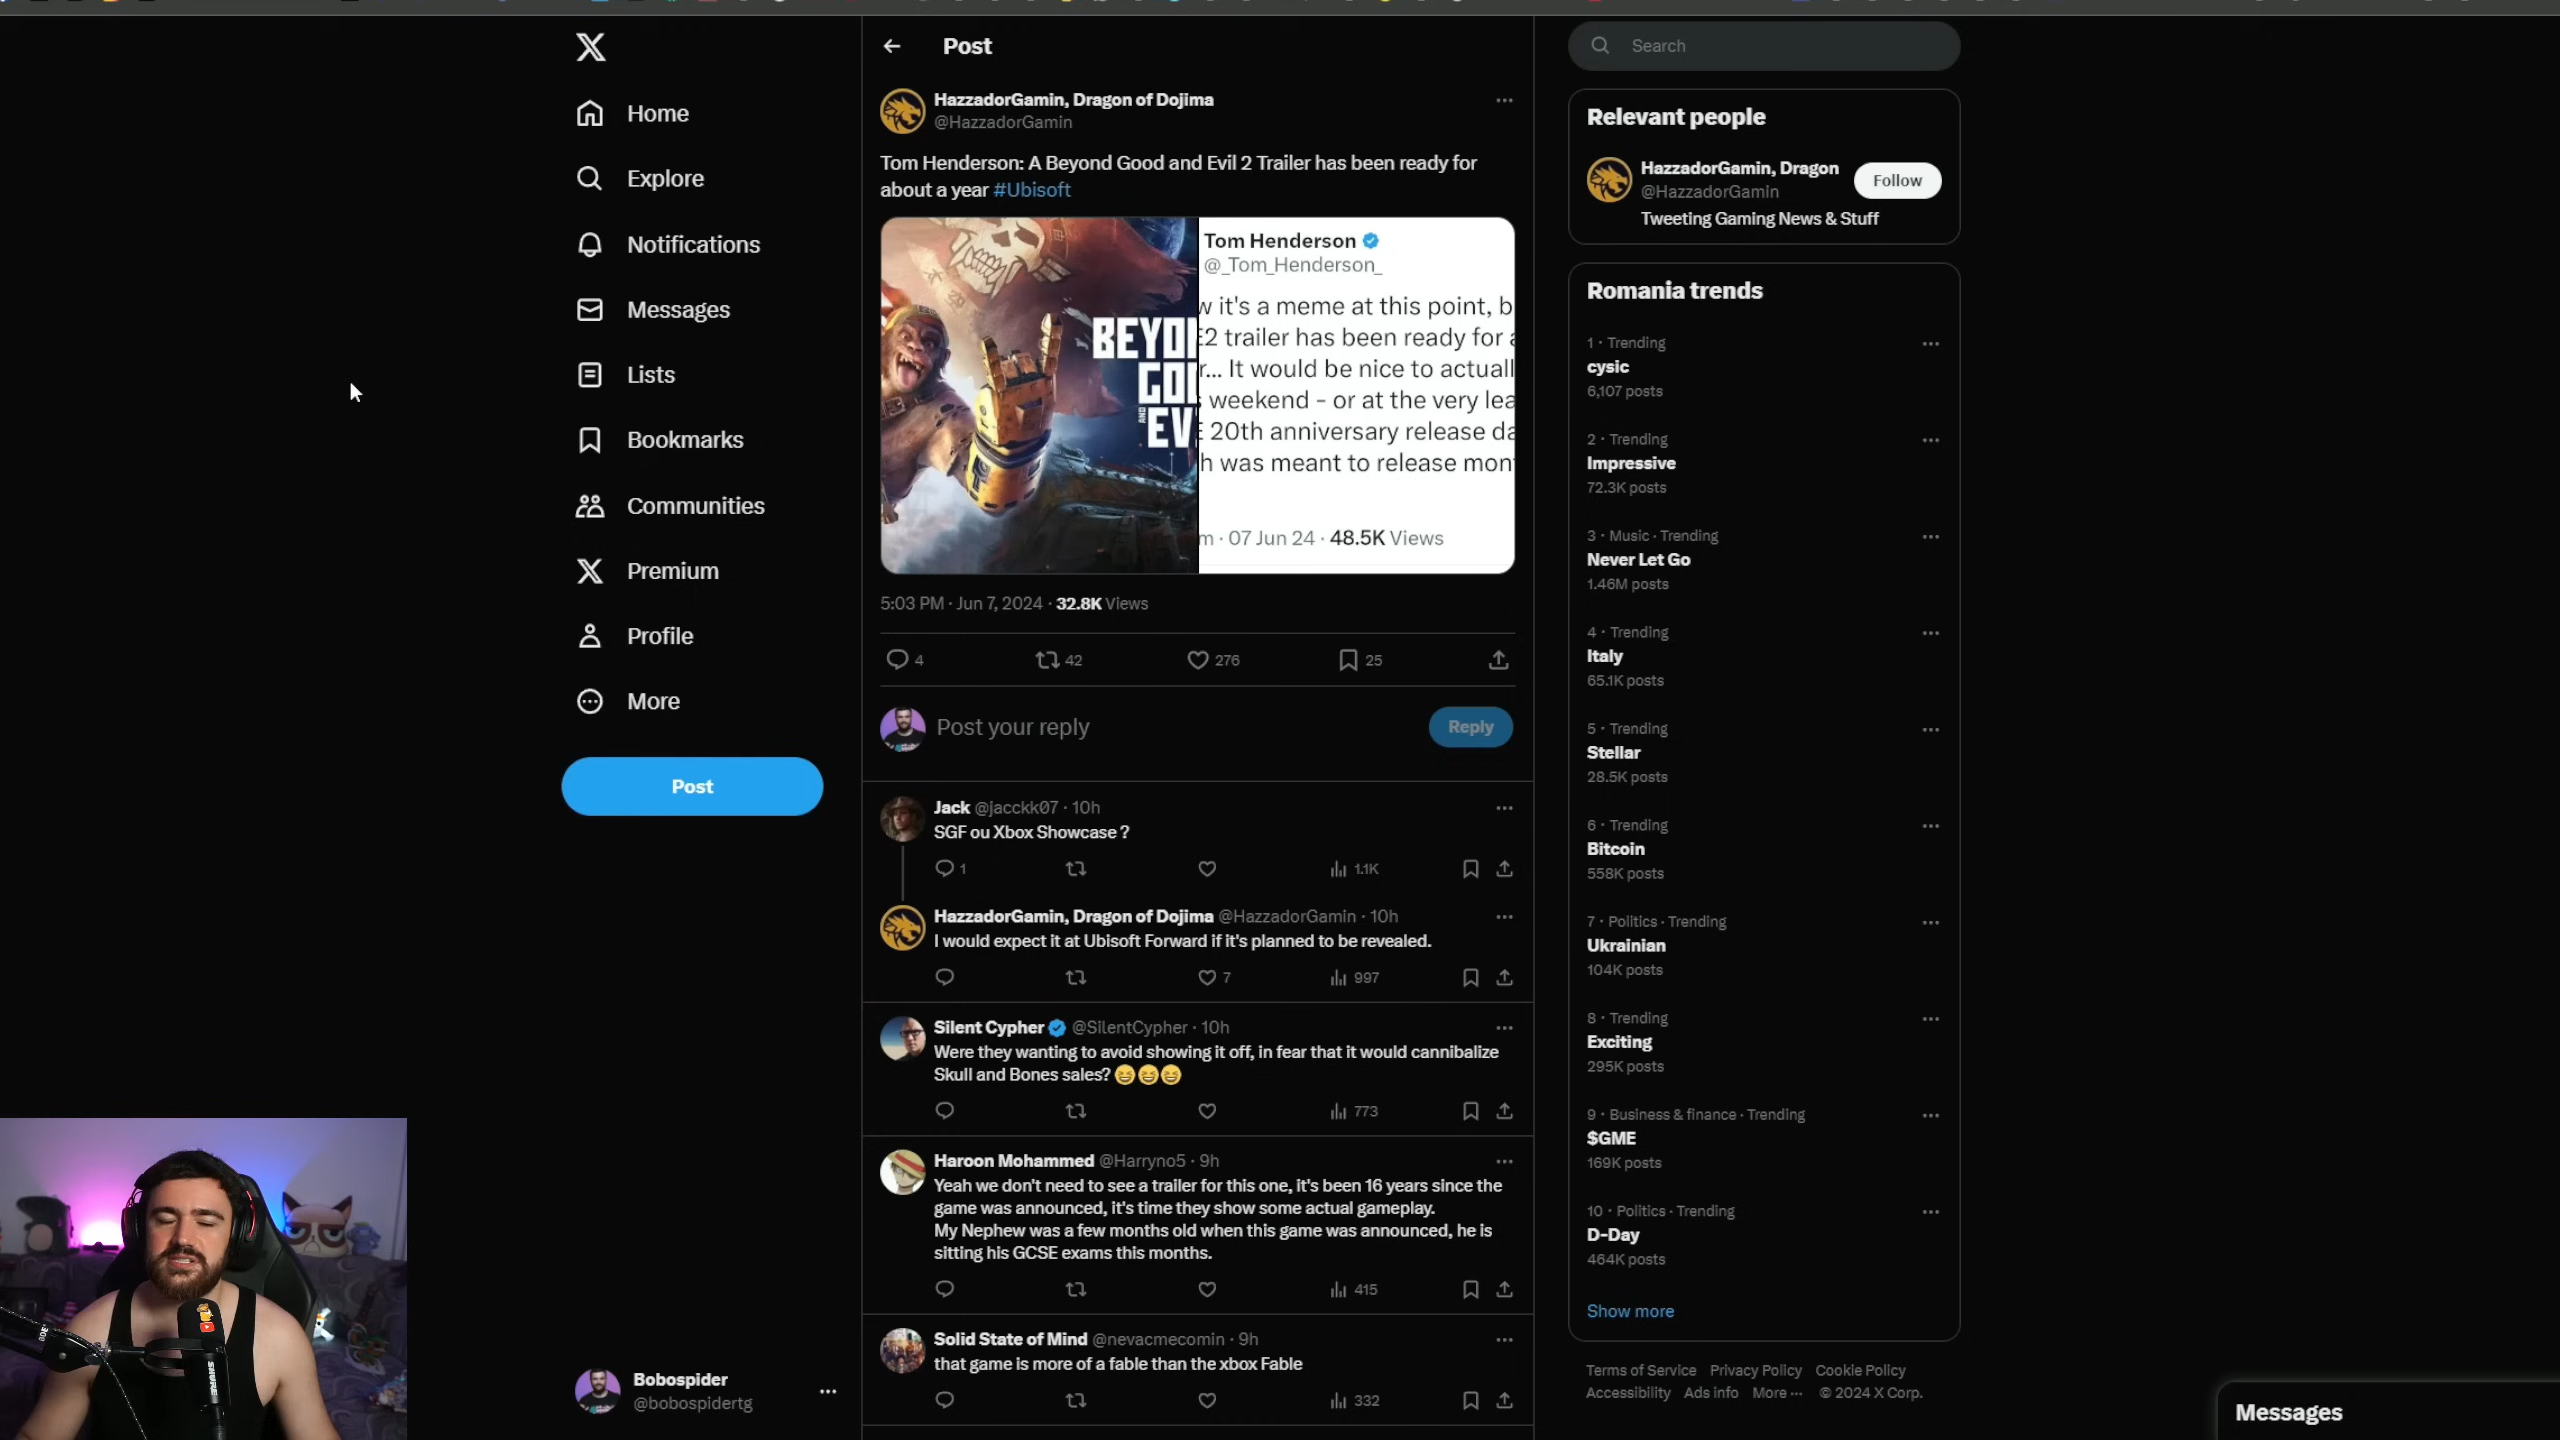 Home
Explore
Notifications
Messages
Lists
Bookmarks
Communities
Premium
Profile
More
Post
Bobospider
@bobospidertg
Post
HazzadorGamin, Dragon of Dojima
@HazzadorGamin
Tom Henderson: A Beyond Good and Evil 2 Trailer has been ready for
about a year #Ubisoft
BEYO
GO
AND
EV
Tom Henderson
@_Tom_Henderson_
w it's a meme at this point, b
E2 trailer has been ready for a
r... It would be nice to actuall
weekend - or at the very lea
E 20th anniversary release da
h was meant to release mon
m · 07 Jun 24 · 48.5K Views
5:03 PM · Jun 7, 2024 · 32.8K Views
4 42 276 25
Post your reply
Reply
Jack @jacckk07 · 10h
SGF ou Xbox Showcase ?
1 1.1K
HazzadorGamin, Dragon of Dojima @HazzadorGamin · 10h
I would expect it at Ubisoft Forward if it's planned to be revealed.
7 997
Silent Cypher @SilentCypher · 10h
Were they wanting to avoid showing it off, in fear that it would cannibalize
Skull and Bones sales? 😆😆😆
773
Haroon Mohammed @Harryno5 · 9h
Yeah we don't need to see a trailer for this one, it's been 16 years since the
game was announced, it's time they show some actual gameplay.
My Nephew was a few months old when this game was announced, he is
sitting his GCSE exams this months.
415
Solid State of Mind @nevacmecomin · 9h
that game is more of a fable than the xbox Fable
332
Search
Relevant people
HazzadorGamin, Dragon
@HazzadorGamin
Follow
Tweeting Gaming News & Stuff
Romania trends
1 · Trending
cysic
6,107 posts
2 · Trending
Impressive
72.3K posts
3 · Music · Trending
Never Let Go
1.46M posts
4 · Trending
Italy
65.1K posts
5 · Trending
Stellar
28.5K posts
6 · Trending
Bitcoin
558K posts
7 · Politics · Trending
Ukrainian
104K posts
8 · Trending
Exciting
295K posts
9 · Business & finance · Trending
$GME
169K posts
10 · Politics · Trending
D-Day
464K posts
Show more
Terms of Service Privacy Policy Cookie Policy
Accessibility Ads info More ··· © 2024 X Corp.
Messages
SHURE